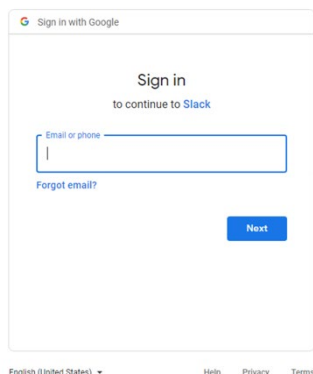 Sign in with Google
Sign in
to continue to Slack
Email or phone
Forgot email?
Next
English (United States)
Help Privacy Terms